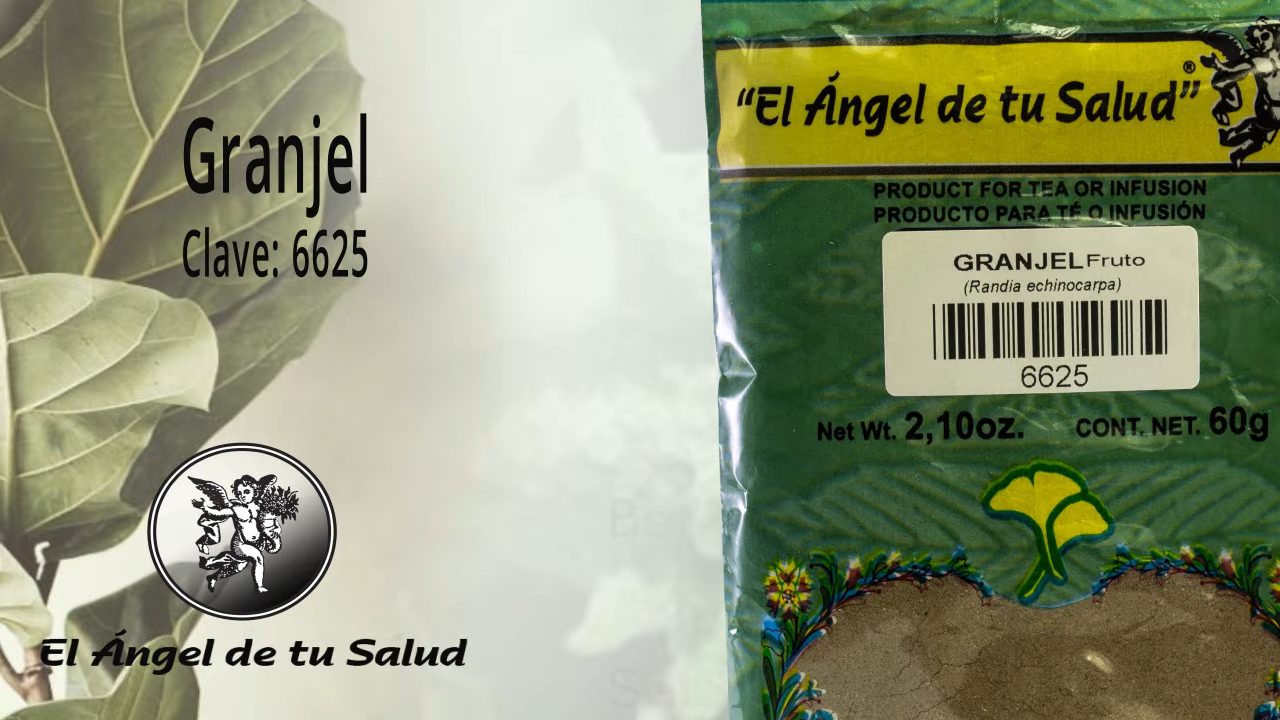 Granjel
Clave: 6625
El Ángel de tu Salud
“El Ángel de tu Salud”®
PRODUCT FOR TEA OR INFUSION
PRODUCTO PARA TÉ O INFUSIÓN
GRANJEL Fruto
(Randia echinocarpa)
6625
Net Wt. 2,10oz. CONT. NET. 60g